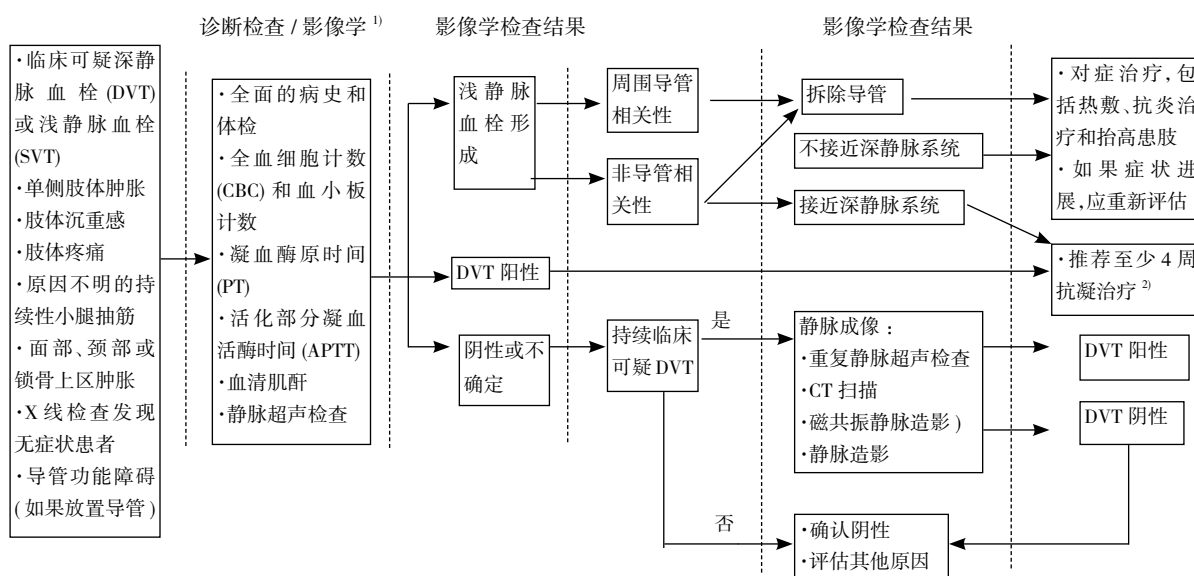 诊断检查 / 影像学 1)
影像学检查结果
影像学检查结果
·临床可疑深静
脉血栓(DVT)
或浅静脉血栓
(SVT)
·单侧肢体肿胀
·肢体沉重感
·肢体疼痛
·原因不明的持
续性小腿抽筋
·面部、颈部或
锁骨上区肿胀
·X 线检查发现
无症状患者
·导管功能障碍
(如果放置导管)
·全面的病史和
体检
·全血细胞计数
(CBC) 和血小板
计数
·凝血酶原时间
(PT)
·活化部分凝血
活酶时间(APTT)
·血清肌酐
·静脉超声检查
浅静脉
血栓形
成
DVT 阳性
阴性或不
确定
周围导管
相关性
非导管相
关性
持续临床
可疑 DVT
是
否
拆除导管
不接近深静脉系统
接近深静脉系统
静脉成像:
·重复静脉超声检查
·CT 扫描
·磁共振静脉造影)
·静脉造影
·确认阴性
·评估其他原因
·对症治疗,包
括热敷、抗炎治
疗和抬高患肢
·如果症状进
展,应重新评估
·推荐至少 4 周
抗凝治疗 2)
DVT 阳性
DVT 阴性